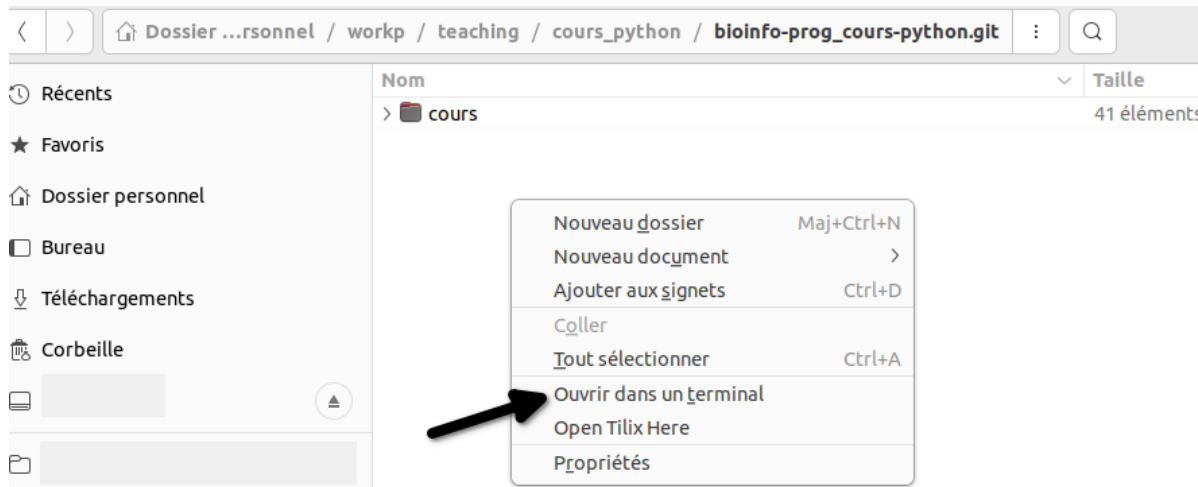 Dossier ...rsonnel / workp / teaching / cours_python / bioinfo-prog_cours-python.git
Nom Taille
cours 41 éléments
Récents
Favoris
Dossier personnel
Bureau
Téléchargements
Corbeille
Nouveau dossier Maj+Ctrl+N
Nouveau document
Ajouter aux signets Ctrl+D
Coller
Tout sélectionner Ctrl+A
Ouvrir dans un terminal
Open Tilix Here
Propriétés